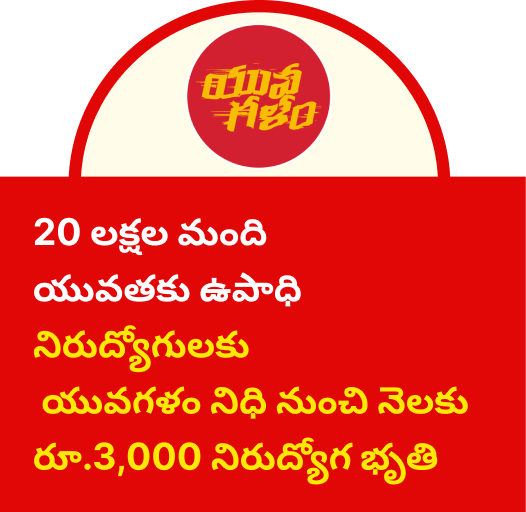 యువ
గళం
20 లక్షల మంది
యువతకు ఉపాధి
నిరుద్యోగులకు
యువగళం నిధి నుంచి నెలకు
రూ.3,000 నిరుద్యోగ భృతి